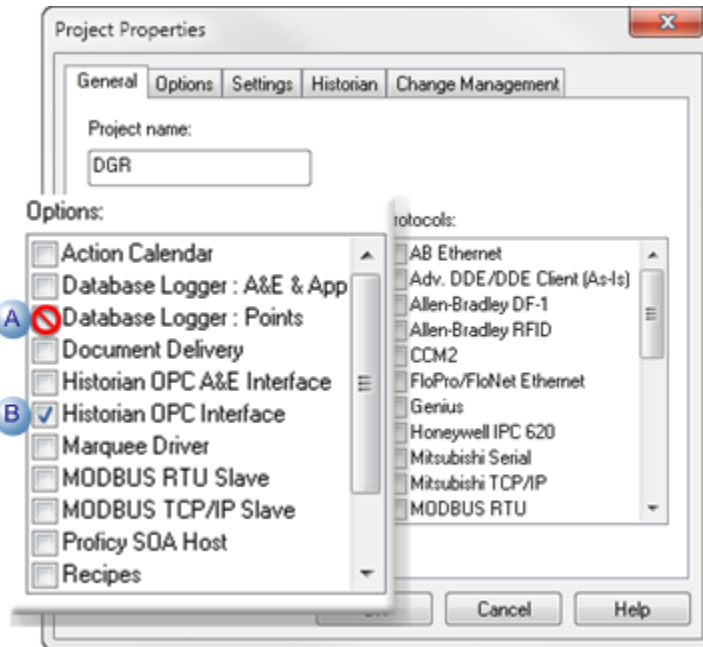 Project Properties
General Options Settings Historian Change Management
Project name:
DGR
Options:
Action Calendar
Database Logger : A&E & App
A Database Logger : Points
Document Delivery
Historian OPC A&E Interface
B Historian OPC Interface
Marquee Driver
MODBUS RTU Slave
MODBUS TCP/IP Slave
Proficy SOA Host
Recipes
rotocols:
AB Ethernet
Adv. DDE/DDE Client (As-Is)
Allen-Bradley DF-1
Allen-Bradley RFID
CCM2
FloPro/FloNet Ethernet
Genius
Honeywell IPC 620
Mitsubishi Serial
Mitsubishi TCP/IP
MODBUS RTU
Cancel Help